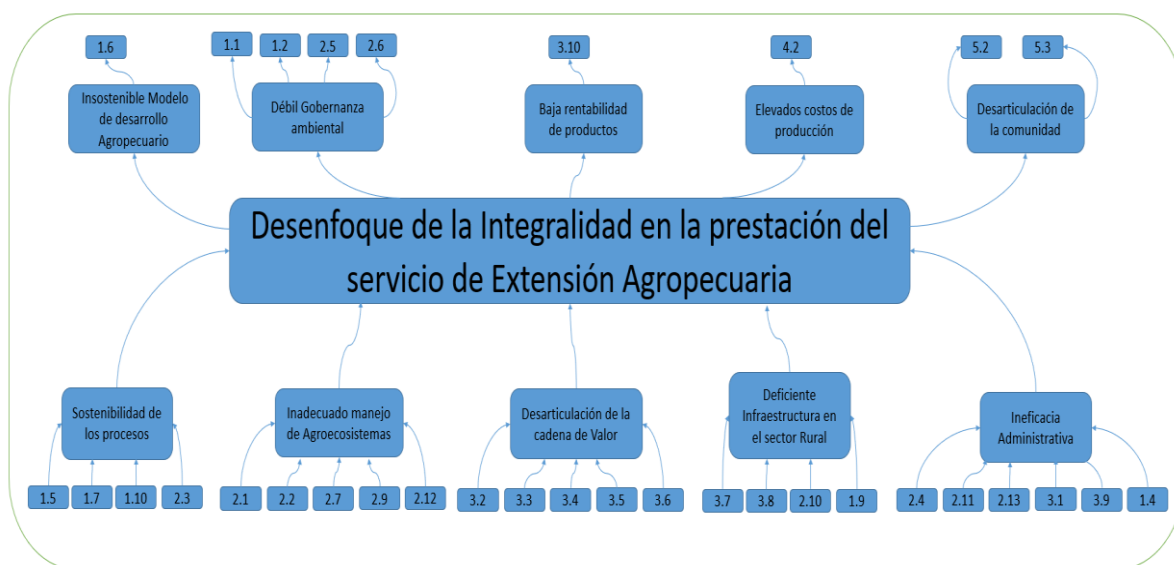 1.6
1.1
1.2
2.5
2.6
3.10
4.2
5.2
5.3
Insostenible Modelo
de desarrollo
Agropecuario
Débil Gobernanza
ambiental
Baja rentabilidad
de productos
Elevados costos de
producción
Desarticulación de
la comunidad
Desenfoque de la Integralidad en la prestación del
servicio de Extensión Agropecuaria
Sostenibilidad de
los procesos
Inadecuado manejo
de Agroecosistemas
Desarticulación de la
cadena de Valor
Deficiente
Infraestructura en
el sector Rural
Ineficacia
Administrativa
1.5
1.7
1.10
2.3
2.1
2.2
2.7
2.9
2.12
3.2
3.3
3.4
3.5
3.6
3.7
3.8
2.10
1.9
2.4
2.11
2.13
3.1
3.9
1.4